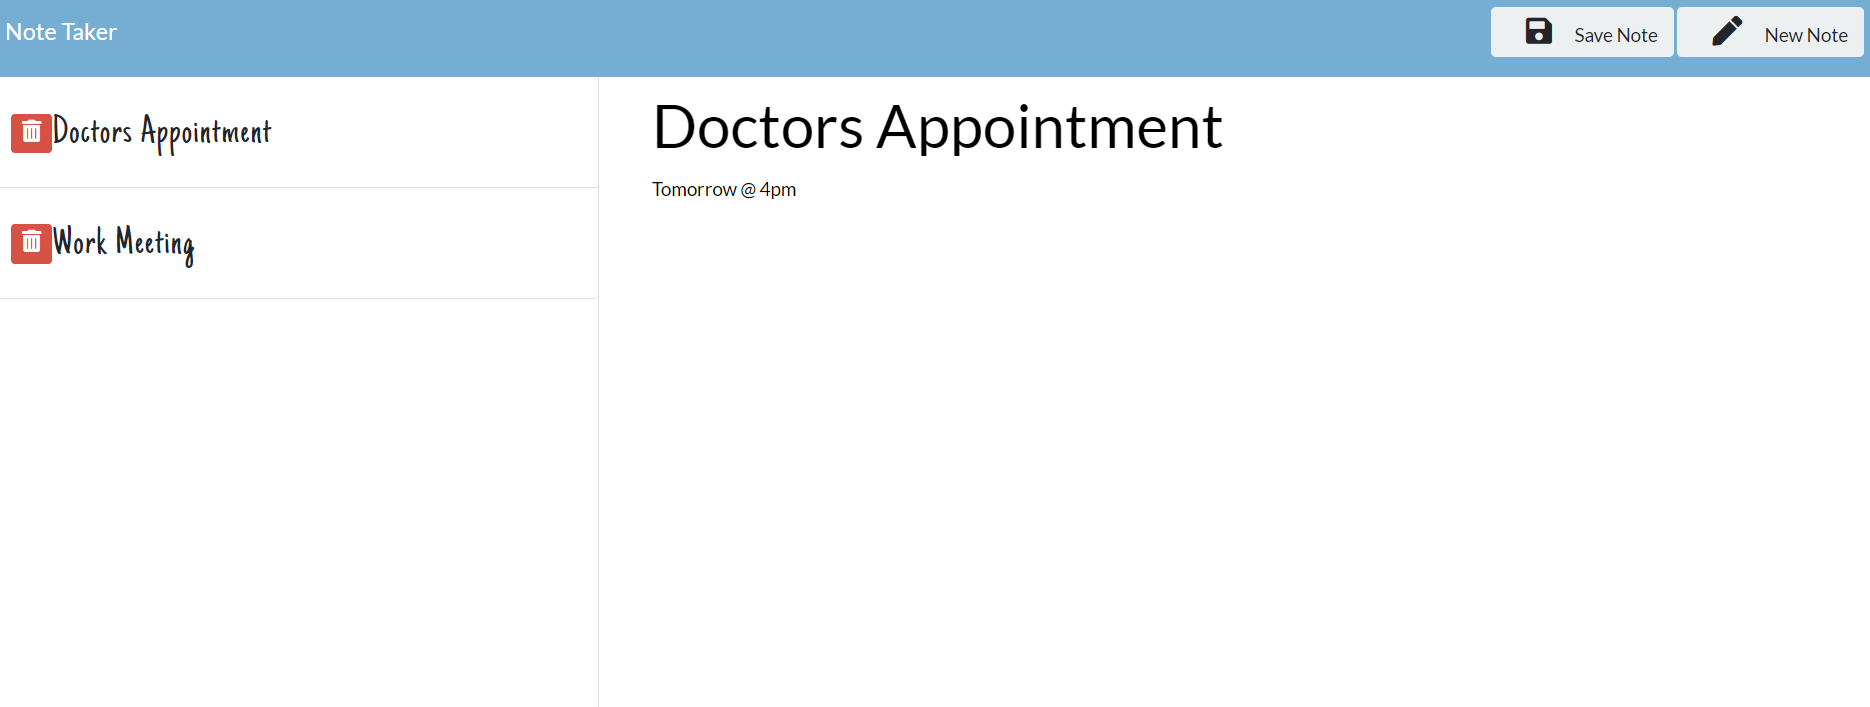 Note Taker
Save Note
New Note
Doctors Appointment
Work Meeting
Doctors Appointment
Tomorrow @ 4pm